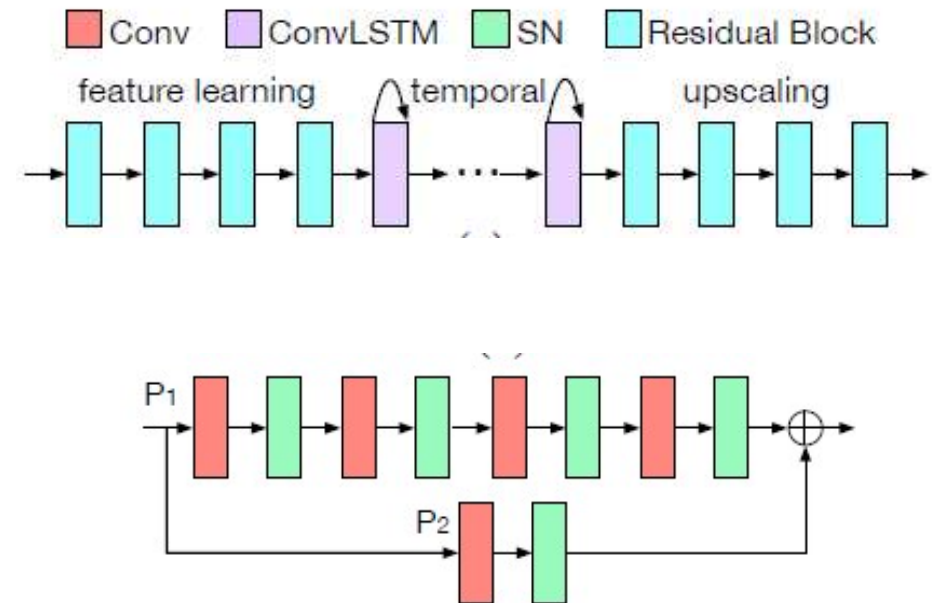 Conv ConvLSTM SN Residual Block
feature learning temporal upscaling
...
P1
P2